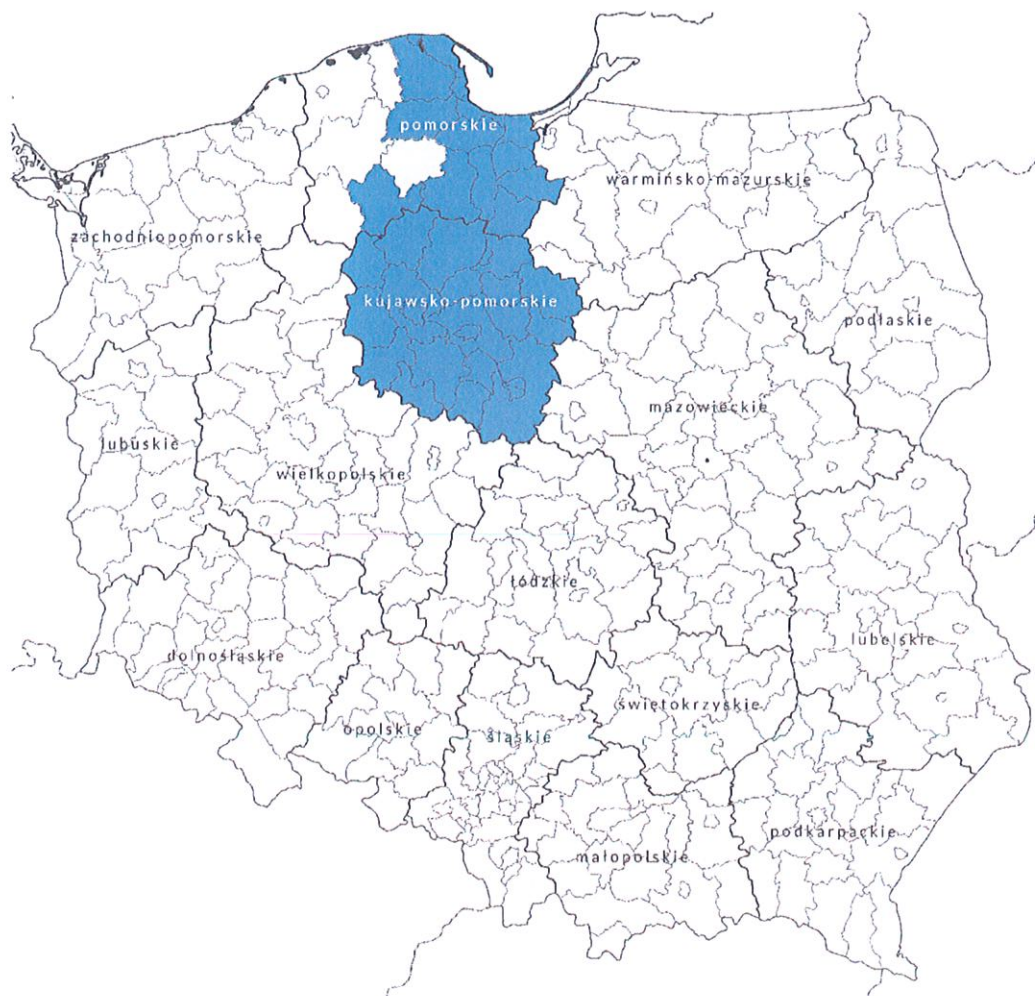 pomorskie
warmińsko-mazurskie
zachodniopomorskie
kujawsko-pomorskie
podlaskie
mazowieckie
lubuskie
wielkopolskie
łódzkie
lubelskie
dolnośląskie
świętokrzyskie
opolskie
śląskie
podkarpackie
małopolskie